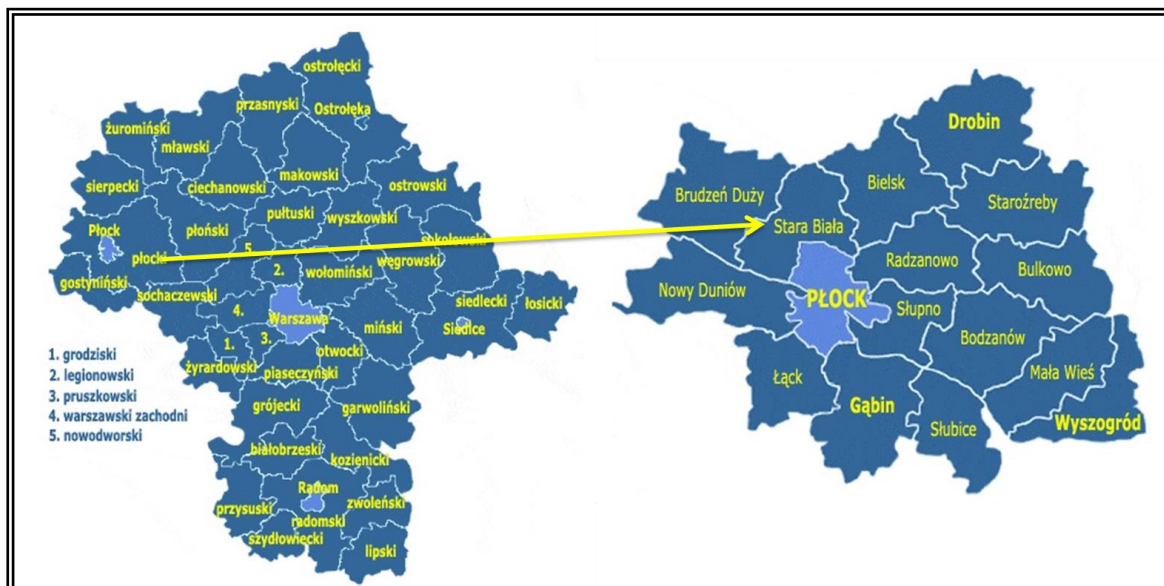 ostrołęcki
przasnyski
Ostrołęka
żuromiński
mławski
makowski
sierpecki
ciechanowski
ostrowski
pułtuski
wyszkowski
Płock
płoński
sokołowski
5.
płocki
węgrowski
2.
wołomiński
gostyniński
sochaczewski
siedlecki
łosicki
4.
Warszawa
Siedlce
miński
1.
3.
otwocki
żyrardowski
piaseczyński
1. grodziski
2. legionowski
3. pruszkowski
4. warszawski zachodni
5. nowodworski
grójecki
garwoliński
białobrzeski
kozienicki
Radom
przysuski
zwoleński
radomski
szydłowiecki
lipski
Drobin
Bielsk
Brudzeń Duży
Staroźreby
Stara Biała
Radzanowo
Bulkowo
Nowy Duniów
PŁOCK
Słupno
Bodzanów
Mała Wieś
Łąck
Gąbin
Wyszogród
Słubice